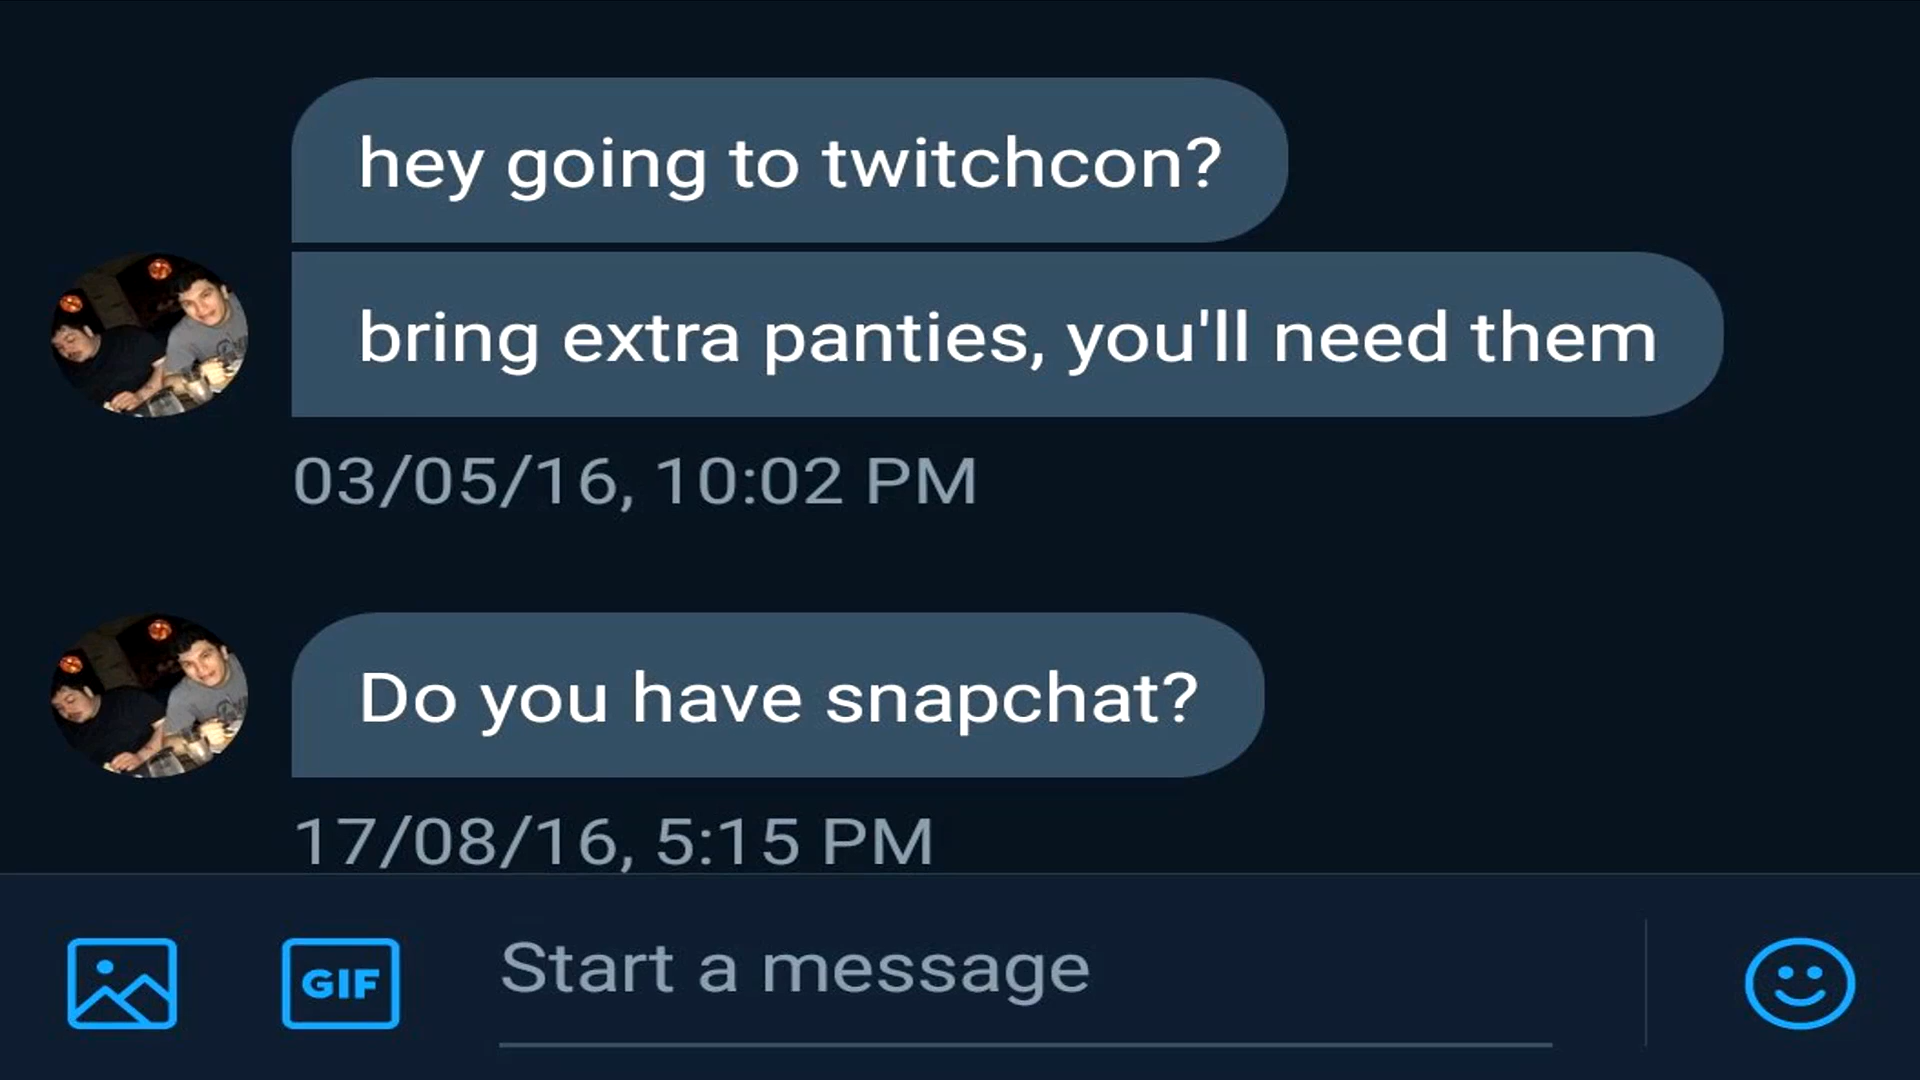 hey going to twitchcon?
bring extra panties, you'll need them
03/05/16, 10:02 PM
Do you have snapchat?
17/08/16, 5:15 PM
GIF
Start a message